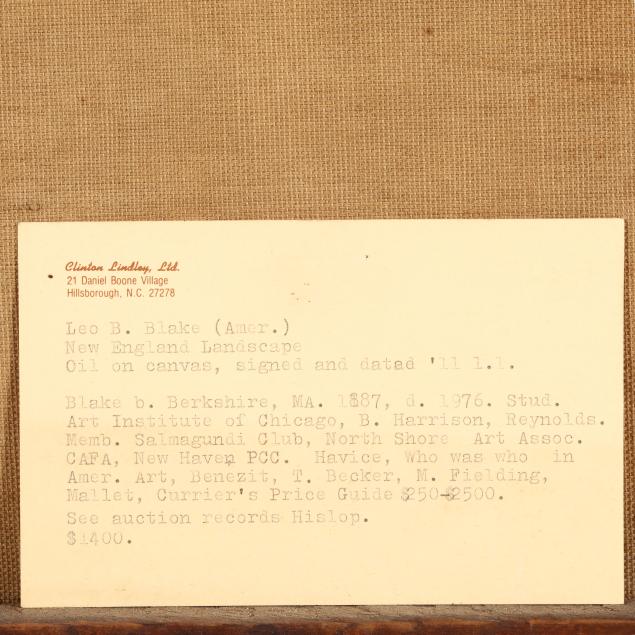 Clinton Lindley, Ltd.
21 Daniel Boone Village
Hillsborough, N.C. 27278
Leo B. Blake (Amer.)
New England Landscape
Oil on canvas, signed and datad '11 l.l.
Blake b. Berkshire, MA. 1887, d. 1976. Stud.
Art Institute of Chicago, B. Harrison, Reynolds.
Memb. Salmagundi Club, North Shore Art Assoc.
CAFA, New Haven PCC. Havice, Who was who in
Amer. Art, Benezit, T. Becker, M. Fielding,
Mallet, Currier's Price Guide $250-$2500.
See auction records Hislop.
$1400.